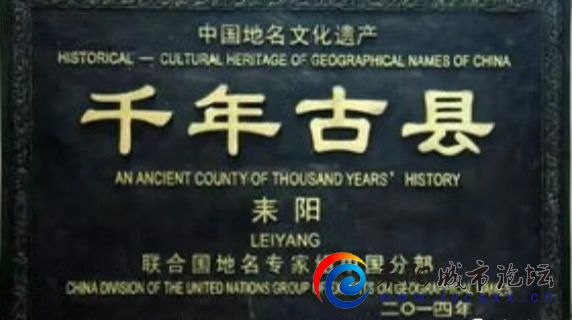 中国地名文化遗产
HISTORICAL — CULTURAL HERITAGE OF GEOGRAPHICAL NAMES OF CHINA
千年古县
AN ANCIENT COUNTY OF THOUSAND YEARS' HISTORY
耒阳
LEIYANG
联合国地名专家组 国分部
CHINA DIVISION OF THE UNITED NATIONS GROUP OF
城市论坛
二〇一四年